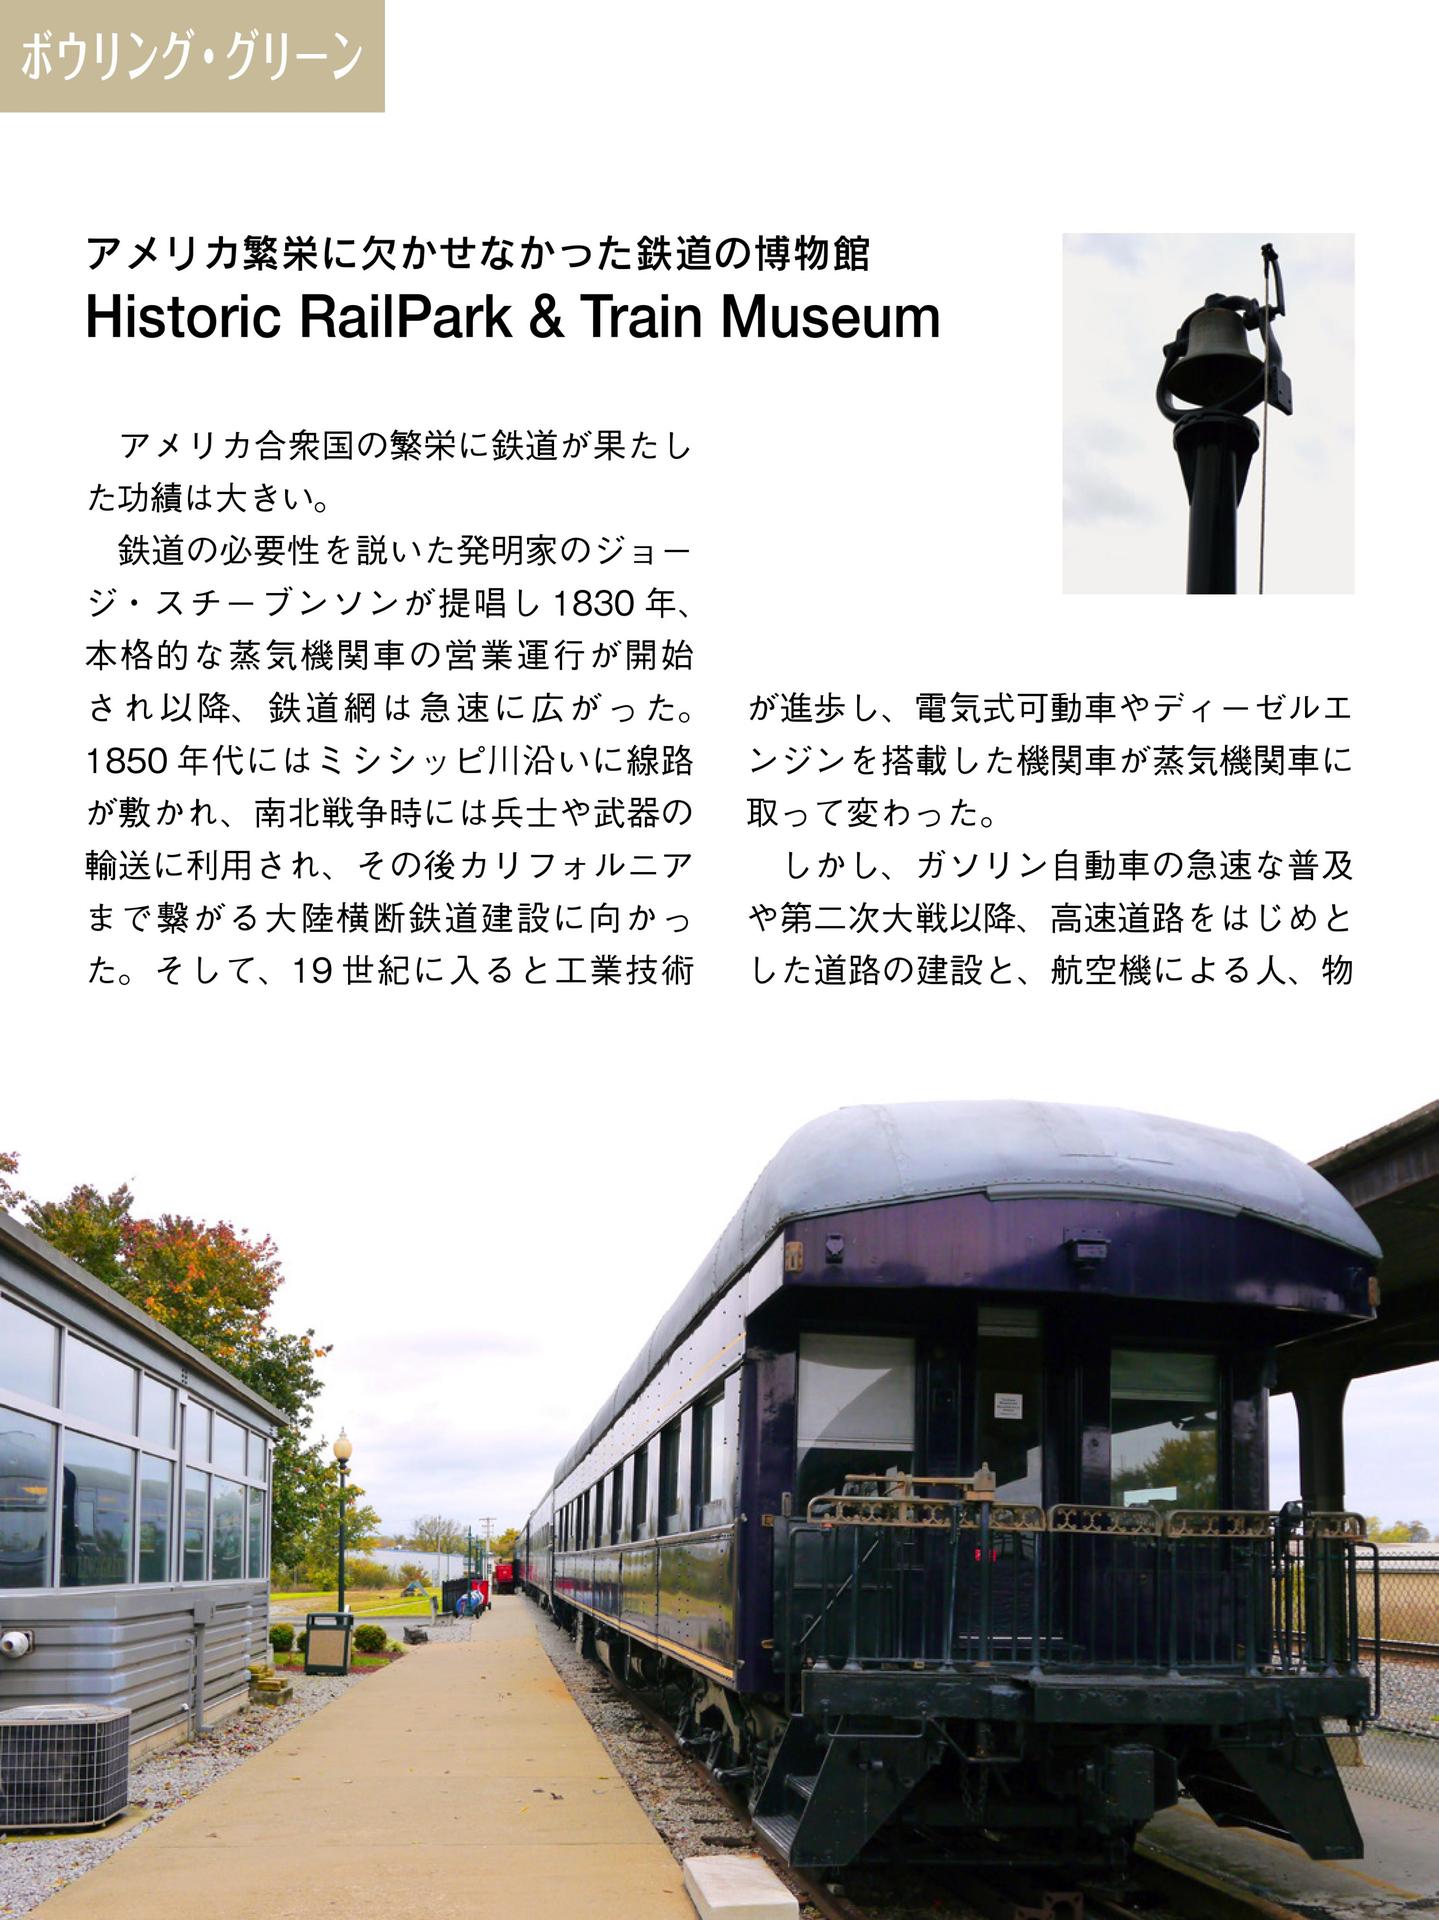 ボウリング・グリーン
アメリカ繁栄に欠かせなかった鉄道の博物館
Historic RailPark & Train Museum
　アメリカ合衆国の繁栄に鉄道が果たし
た功績は大きい。
　鉄道の必要性を説いた発明家のジョー
ジ・スチーブンソンが提唱し 1830 年、
本格的な蒸気機関車の営業運行が開始
され以降、鉄道網は急速に広がった。
1850 年代にはミシシッピ川沿いに線路
が敷かれ、南北戦争時には兵士や武器の
輸送に利用され、その後カリフォルニア
まで繋がる大陸横断鉄道建設に向かっ
た。そして、19 世紀に入ると工業技術
が進歩し、電気式可動車やディーゼルエ
ンジンを搭載した機関車が蒸気機関車に
取って変わった。
　しかし、ガソリン自動車の急速な普及
や第二次大戦以降、高速道路をはじめと
した道路の建設と、航空機による人、物